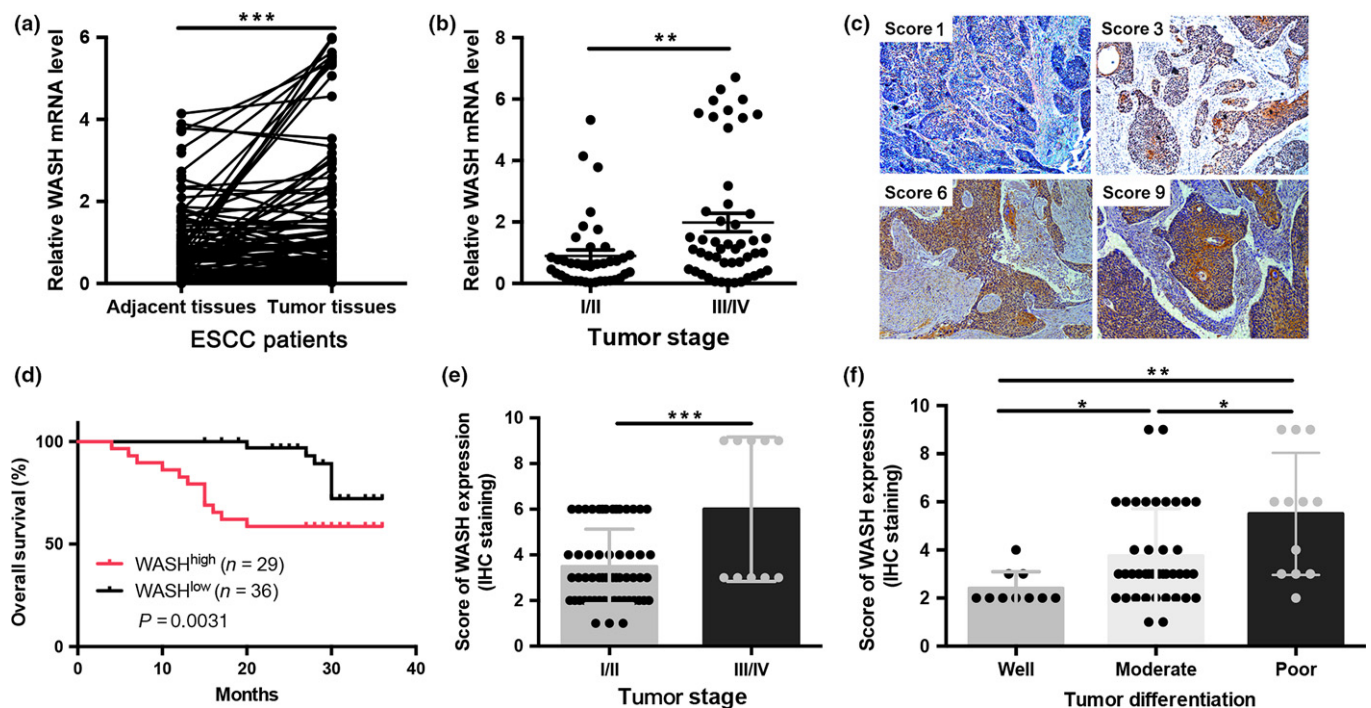 (a)
***
Relative WASH mRNA level
6
4
2
0
Adjacent tissues
Tumor tissues
ESCC patients
(b)
**
Relative WASH mRNA level
8
6
4
2
0
I/II
III/IV
Tumor stage
(c)
Score 1
Score 3
Score 6
Score 9
(d)
Overall survival (%)
100
50
0
WASHhigh (n = 29)
WASHlow (n = 36)
P = 0.0031
0
10
20
30
40
Months
(e)
***
Score of WASH expression
(IHC staining)
10
8
6
4
2
0
I/II
III/IV
Tumor stage
(f)
**
*
*
Score of WASH expression
(IHC staining)
10
8
6
4
2
0
Well
Moderate
Poor
Tumor differentiation